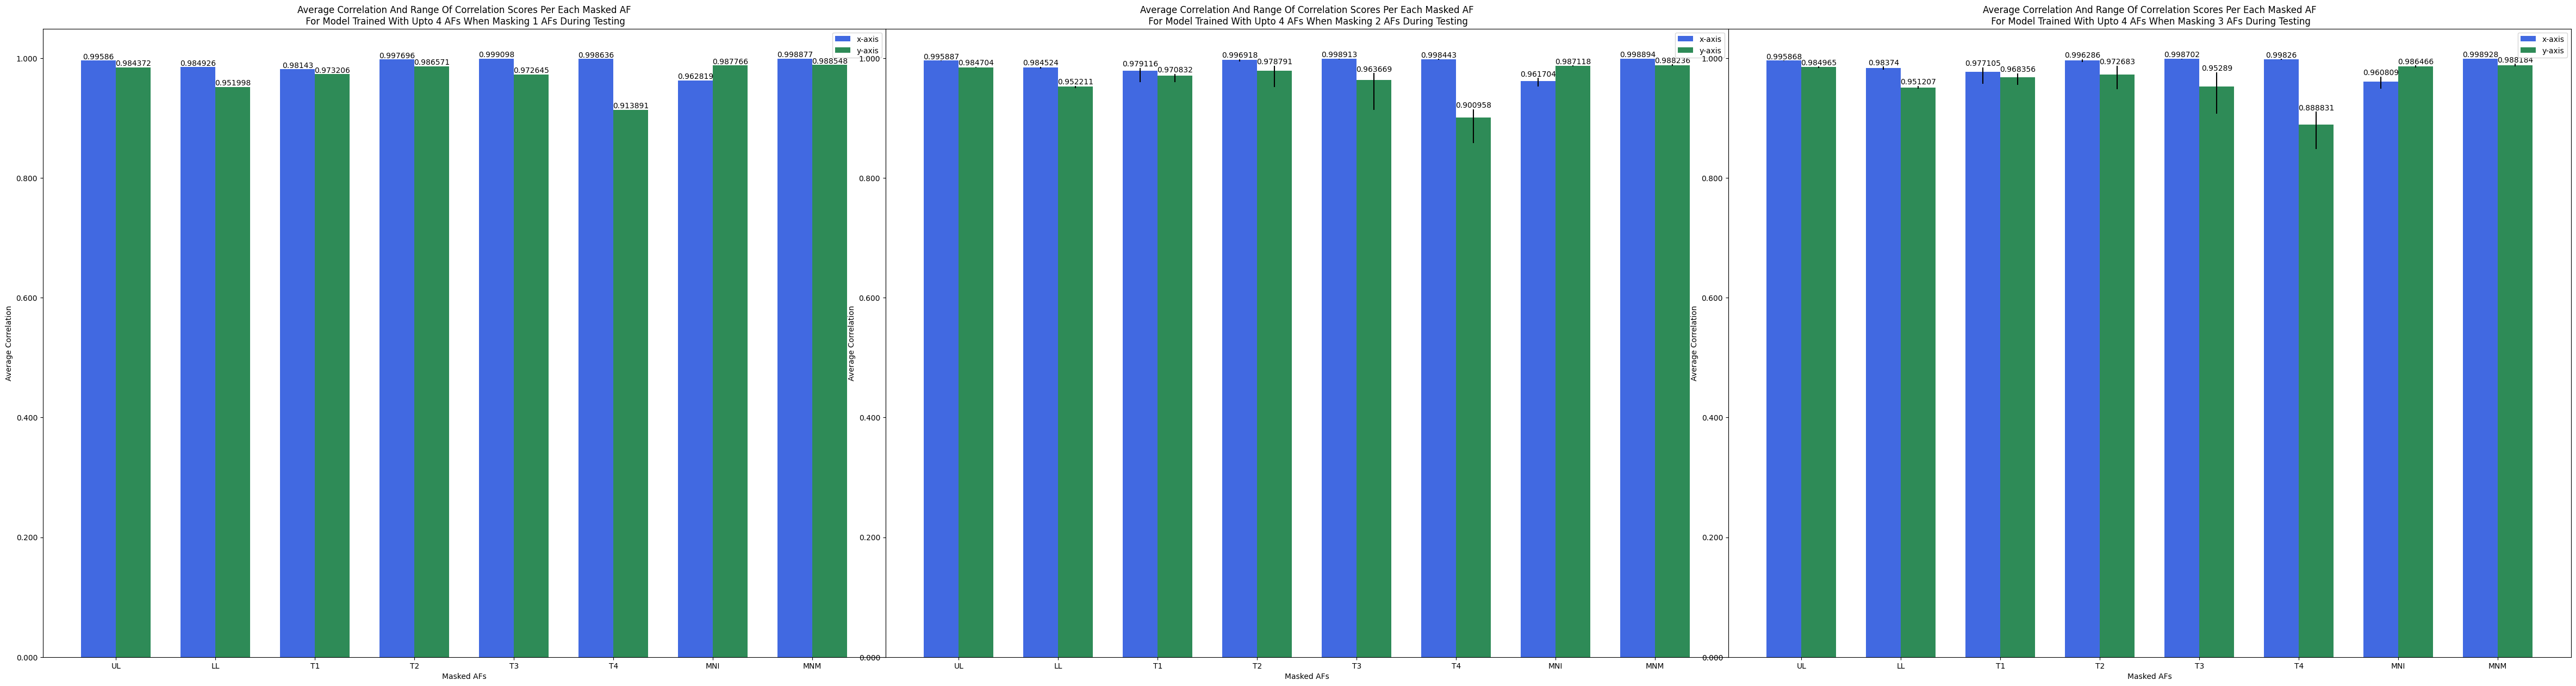 Average Correlation And Range Of Correlation Scores Per Each Masked AF
For Model Trained With Upto 4 AFs When Masking 1 AFs During Testing
x-axis
y-axis
Average Correlation
1.000
0.800
0.600
0.400
0.200
0.000
0.99586
0.984372
0.984926
0.951998
0.98143
0.973206
0.997696
0.986571
0.999098
0.972645
0.998636
0.913891
0.962819
0.987766
0.998877
0.988548
UL
LL
T1
T2
T3
T4
MNI
MNM
Masked AFs
Average Correlation And Range Of Correlation Scores Per Each Masked AF
For Model Trained With Upto 4 AFs When Masking 2 AFs During Testing
x-axis
y-axis
Average Correlation
1.000
0.800
0.600
0.400
0.200
0.000
0.995887
0.984704
0.984524
0.952211
0.979116
0.970832
0.996918
0.978791
0.998913
0.963669
0.998443
0.900958
0.961704
0.987118
0.998894
0.988236
UL
LL
T1
T2
T3
T4
MNI
MNM
Masked AFs
Average Correlation And Range Of Correlation Scores Per Each Masked AF
For Model Trained With Upto 4 AFs When Masking 3 AFs During Testing
x-axis
y-axis
Average Correlation
1.000
0.800
0.600
0.400
0.200
0.000
0.995868
0.984965
0.98374
0.951207
0.977105
0.968356
0.996286
0.972683
0.998702
0.95289
0.99826
0.888831
0.960809
0.986466
0.998928
0.988184
UL
LL
T1
T2
T3
T4
MNI
MNM
Masked AFs